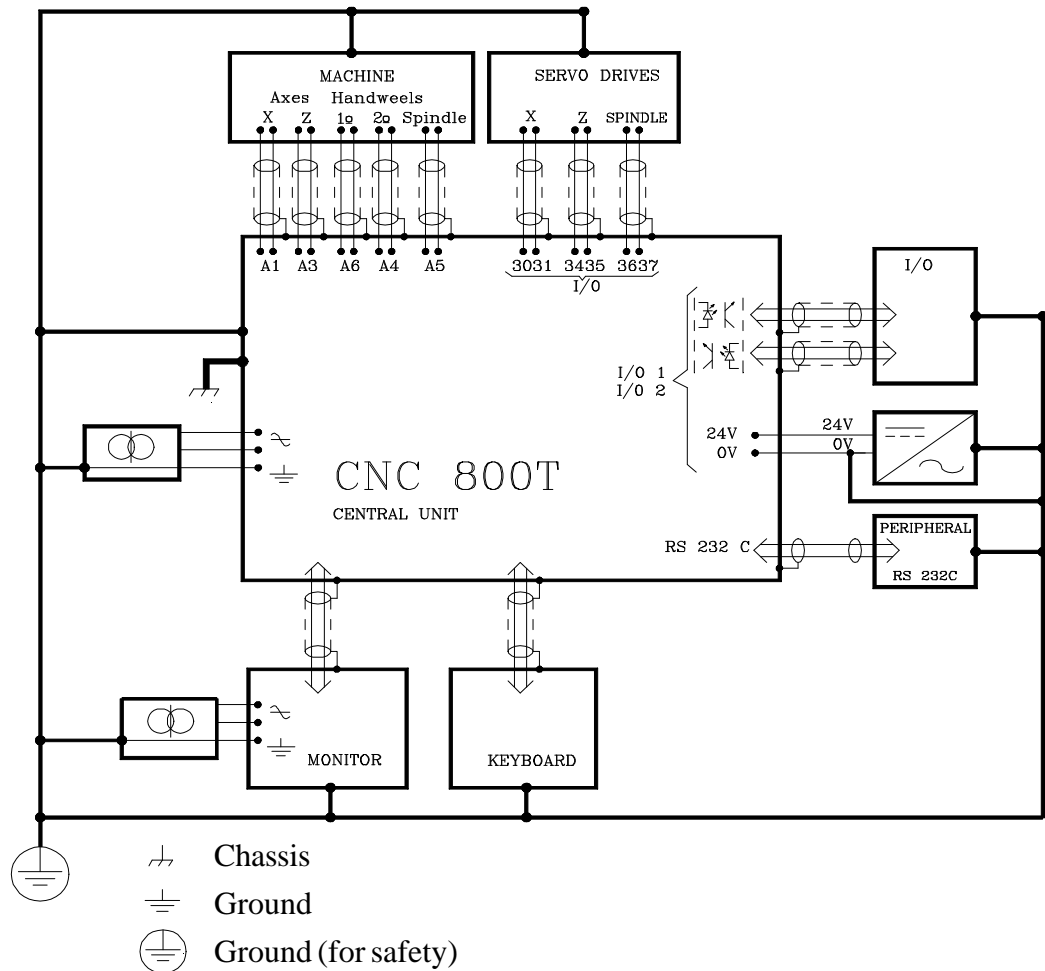 MACHINE
Axes Handweels
X Z 1º 2º Spindle
SERVO DRIVES
X Z SPINDLE
A1 A3 A6 A4 A5
3031 3435 3637
I/O
I/O
I/O 1
I/O 2
24V
0V
24V
0V
CNC 800T
CENTRAL UNIT
RS 232 C
PERIPHERAL
RS 232C
MONITOR
KEYBOARD
Chassis
Ground
Ground (for safety)